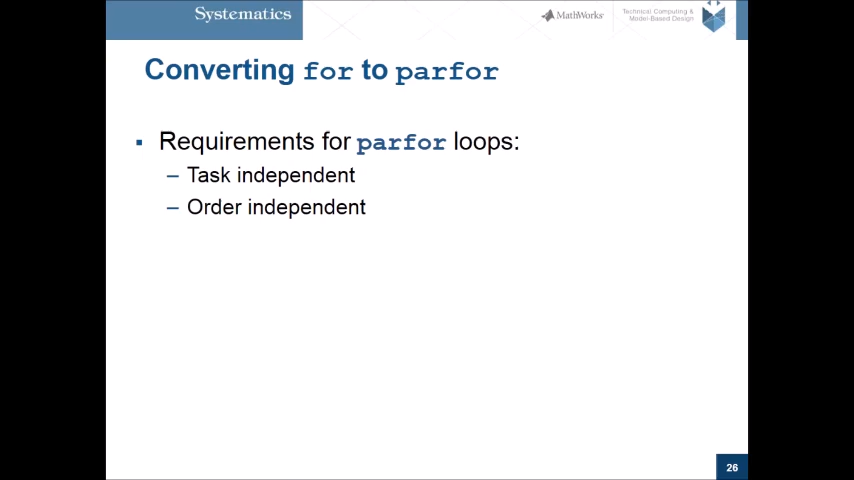 Systematics
MathWorks
Technical Computing &
Model-Based Design
Converting for to parfor
▪ Requirements for parfor loops:
– Task independent
– Order independent
26